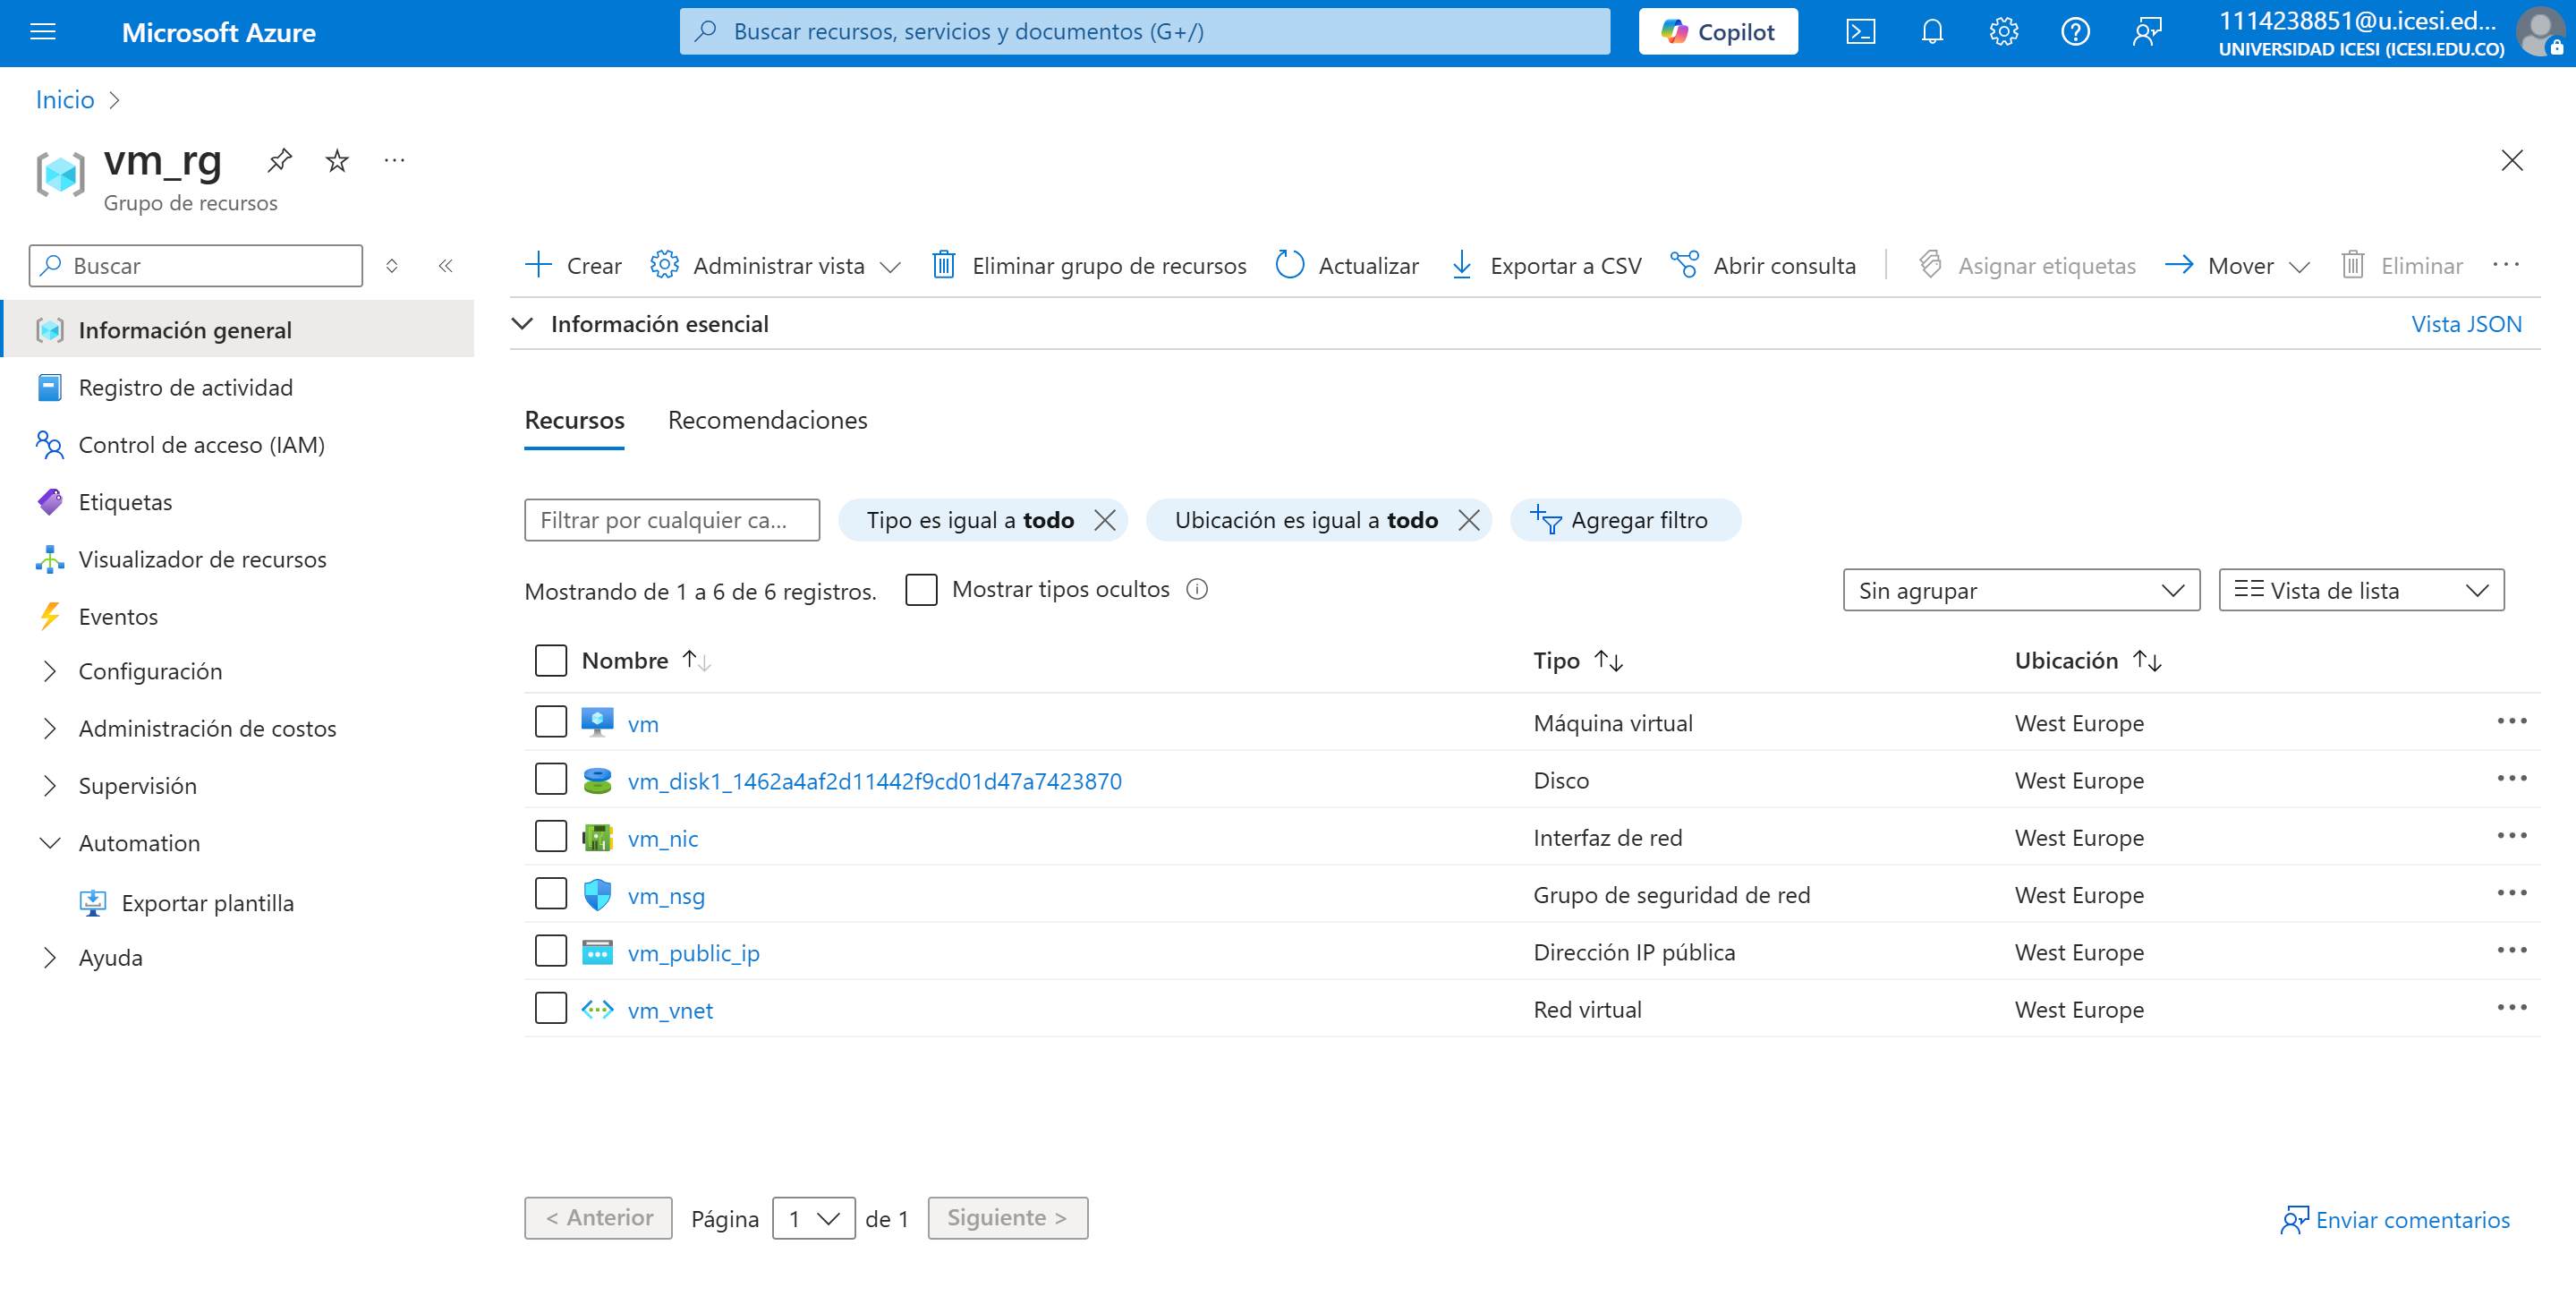 Microsoft Azure
Buscar recursos, servicios y documentos (G+/)
Copilot
1114238851@u.icesi.ed...
UNIVERSIDAD ICESI (ICESI.EDU.CO)
Inicio
vm_rg
Grupo de recursos
Buscar
Crear
Administrar vista
Eliminar grupo de recursos
Actualizar
Exportar a CSV
Abrir consulta
Asignar etiquetas
Mover
Eliminar
Información esencial
Vista JSON
Información general
Registro de actividad
Control de acceso (IAM)
Etiquetas
Visualizador de recursos
Eventos
Configuración
Administración de costos
Supervisión
Automation
Exportar plantilla
Ayuda
Recursos
Recomendaciones
Filtrar por cualquier ca...
Tipo es igual a todo
Ubicación es igual a todo
Agregar filtro
Mostrando de 1 a 6 de 6 registros.
Mostrar tipos ocultos
Sin agrupar
Vista de lista
Nombre Tipo Ubicación
vm Máquina virtual West Europe
vm_disk1_1462a4af2d11442f9cd01d47a7423870 Disco West Europe
vm_nic Interfaz de red West Europe
vm_nsg Grupo de seguridad de red West Europe
vm_public_ip Dirección IP pública West Europe
vm_vnet Red virtual West Europe
< Anterior Página 1 de 1 Siguiente >
Enviar comentarios